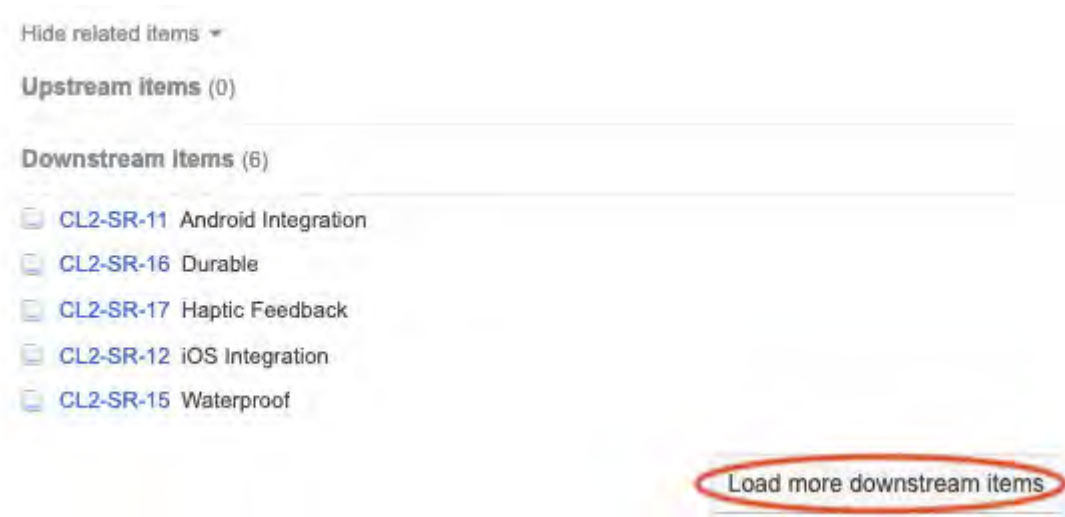 Hide related items
Upstream items (0)
Downstream items (6)
CL2-SR-11 Android Integration
CL2-SR-16 Durable
CL2-SR-17 Haptic Feedback
CL2-SR-12 iOS Integration
CL2-SR-15 Waterproof
Load more downstream items